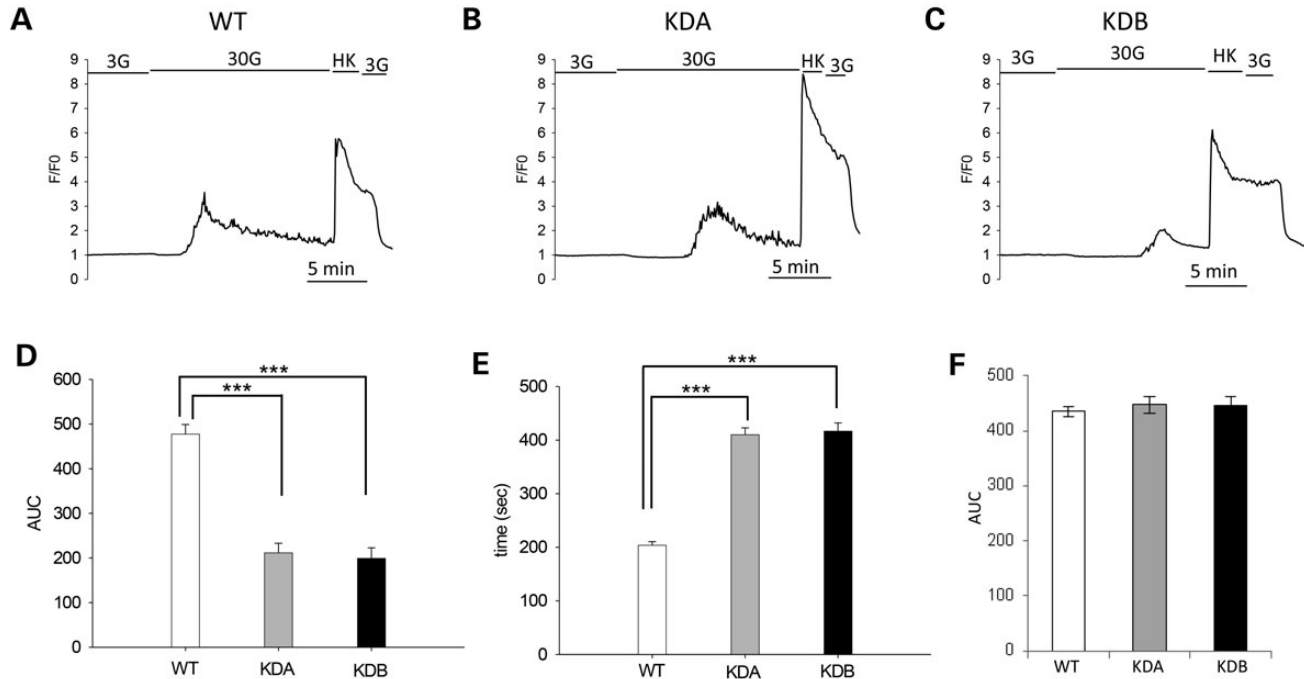 A WT
3G 30G HK 3G
9
8
7
6
5
4
3
2
1
0
F/F0
5 min
B KDA
3G 30G HK 3G
9
8
7
6
5
4
3
2
1
0
F/F0
5 min
C KDB
3G 30G HK 3G
9
8
7
6
5
4
3
2
1
0
F/F0
5 min
D
600
500
400
300
200
100
0
AUC
***
***
WT KDA KDB
E
500
400
300
200
100
0
time (sec)
***
***
WT KDA KDB
F
500
400
300
200
100
0
AUC
WT KDA KDB